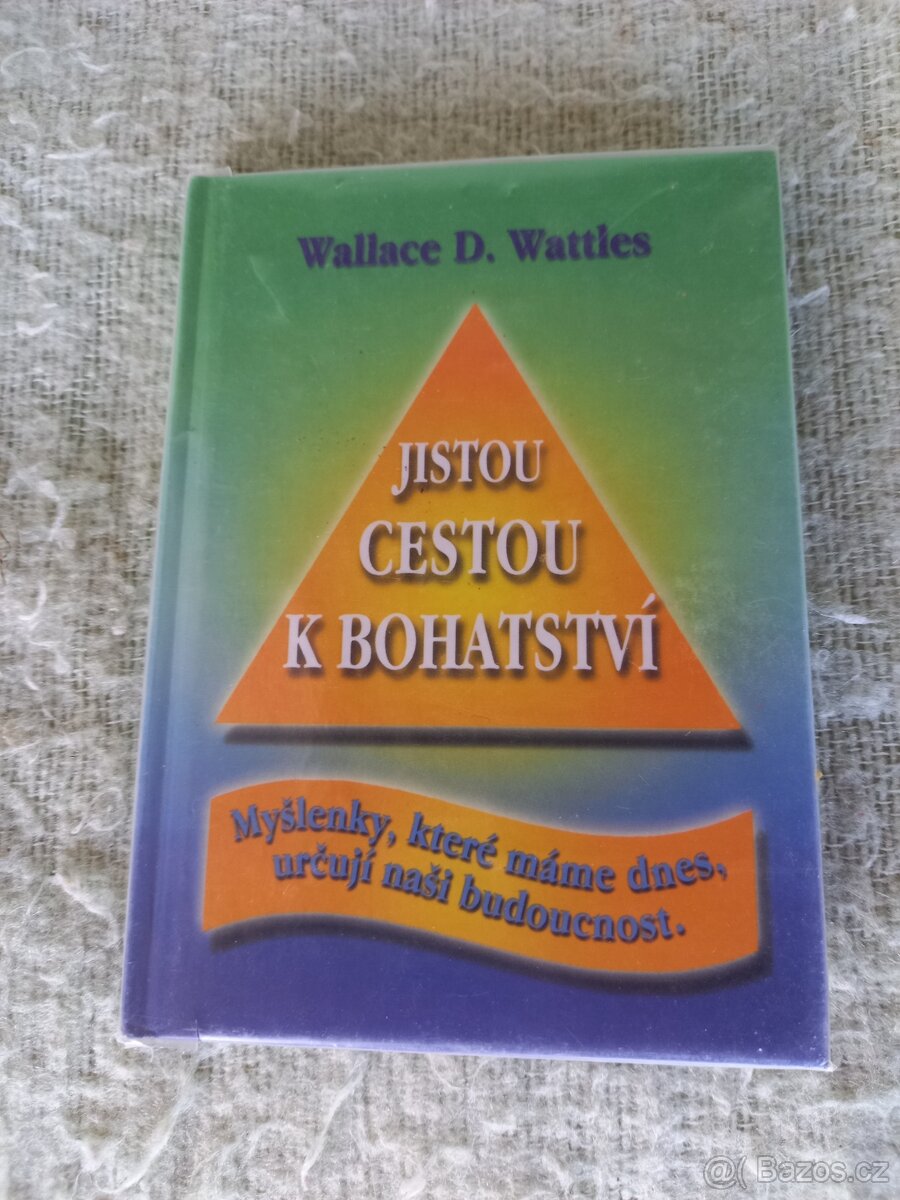 Wallace D. Wattles
JISTOU
CESTOU
K BOHATSTVÍ
Myšlenky, které máme dnes,
určují naši budoucnost.
@( Bazos.cz